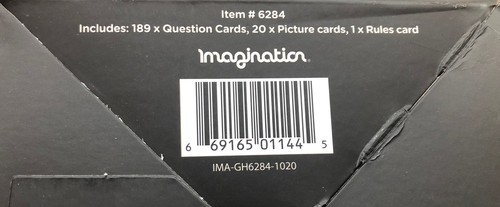 Item # 6284
Includes: 189 x Question Cards, 20 x Picture cards, 1 x Rules card
Imagination
6 69165 01144 5
IMA-GH6284-1020